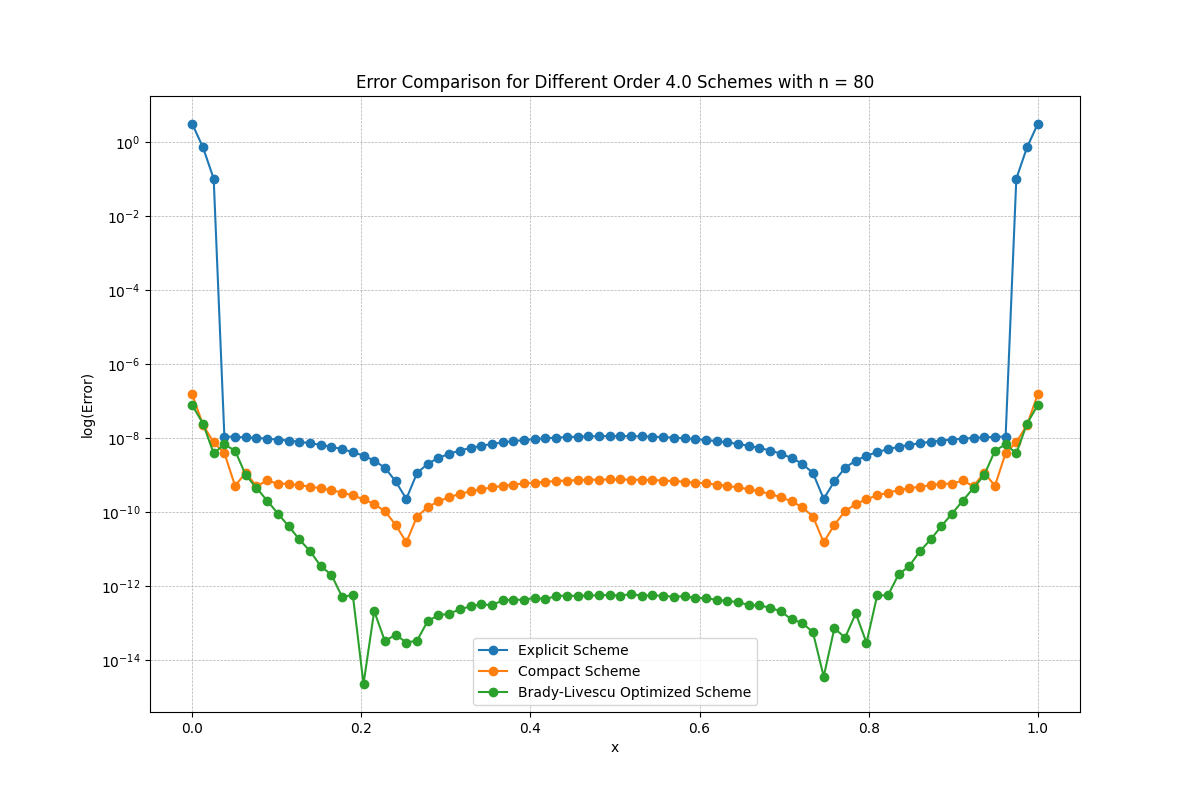 Error Comparison for Different Order 4.0 Schemes with n = 80
log(Error)
10⁰
10⁻²
10⁻⁴
10⁻⁶
10⁻⁸
10⁻¹⁰
10⁻¹²
10⁻¹⁴
Explicit Scheme
Compact Scheme
Brady-Livescu Optimized Scheme
0.0 0.2 0.4 0.6 0.8 1.0
x